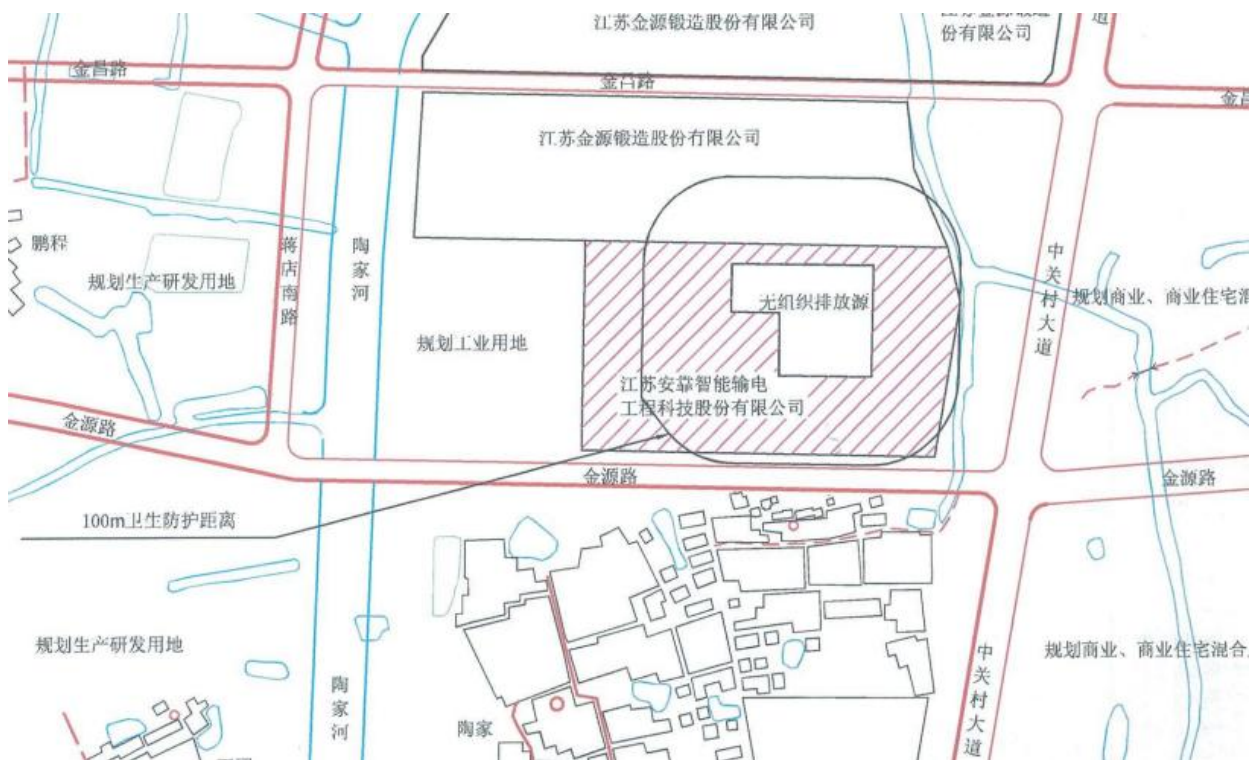 江苏金源锻造股份有限公司
份有限公司
道
金昌路
金昌路
江苏金源锻造股份有限公司
鹏程
规划生产研发用地
蒋店南路
陶家河
规划工业用地
无组织排放源
中关村大道
规划商业、商业住宅混
江苏安靠智能输电
工程科技股份有限公司
金源路
金源路
金源路
100m卫生防护距离
规划生产研发用地
陶家河
陶家
中关村大道
规划商业、商业住宅混合